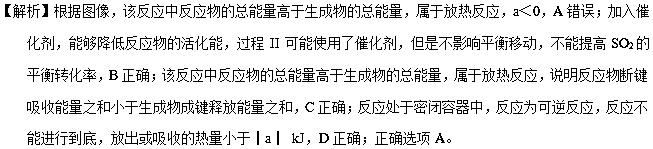 【解析】根据图像，该反应中反应物的总能量高于生成物的总能量，属于放热反应，a＜0，A 错误；加入催
化剂，能够降低反应物的活化能，过程 II 可能使用了催化剂，但是不影响平衡移动，不能提高 SO₂的
平衡转化率，B 正确；该反应中反应物的总能量高于生成物的总能量，属于放热反应，说明反应物断键
吸收能量之和小于生成物成键释放能量之和，C 正确；反应处于密闭容器中，反应为可逆反应，反应不
能进行到底，放出或吸收的热量小于┃a┃ kJ，D 正确；正确选项 A。